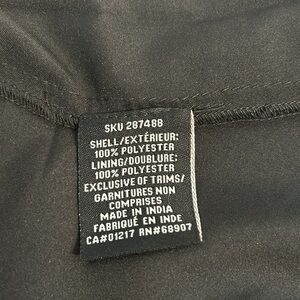 SKU 287488
SHELL/EXTÉRIEUR:
100% POLYESTER
LINING/DOUBLURE:
100% POLYESTER
EXCLUSIVE OF TRIMS/
GARNITURES NON
COMPRISES
MADE IN INDIA
FABRIQUÉ EN INDE
CA#01217 RN#68907